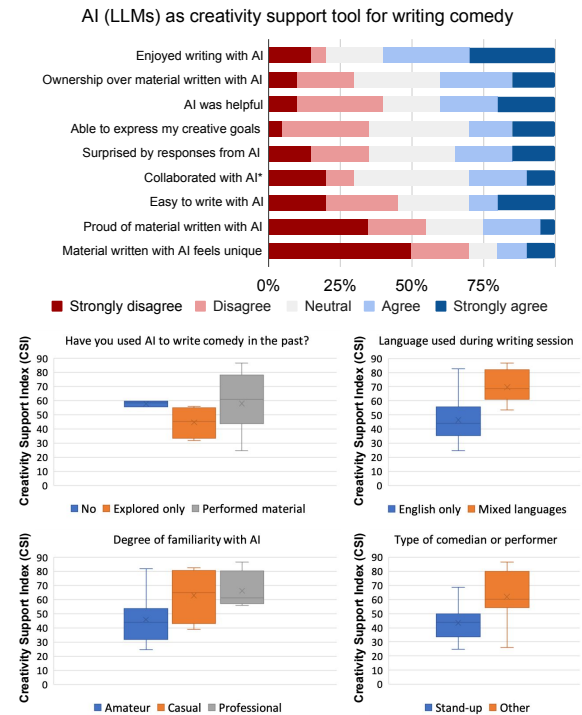 AI (LLMs) as creativity support tool for writing comedy
Enjoyed writing with AI
Ownership over material written with AI
AI was helpful
Able to express my creative goals
Surprised by responses from AI
Collaborated with AI*
Easy to write with AI
Proud of material written with AI
Material written with AI feels unique
0% 25% 50% 75%
Strongly disagree Disagree Neutral Agree Strongly agree
Have you used AI to write comedy in the past?
Creativity Support Index (CSI)
90
80
70
60
50
40
30
20
10
0
No Explored only Performed material
Language used during writing session
Creativity Support Index (CSI)
90
80
70
60
50
40
30
20
10
0
English only Mixed languages
Degree of familiarity with AI
Creativity Support Index (CSI)
90
80
70
60
50
40
30
20
10
0
Amateur Casual Professional
Type of comedian or performer
Creativity Support Index (CSI)
90
80
70
60
50
40
30
20
10
0
Stand-up Other